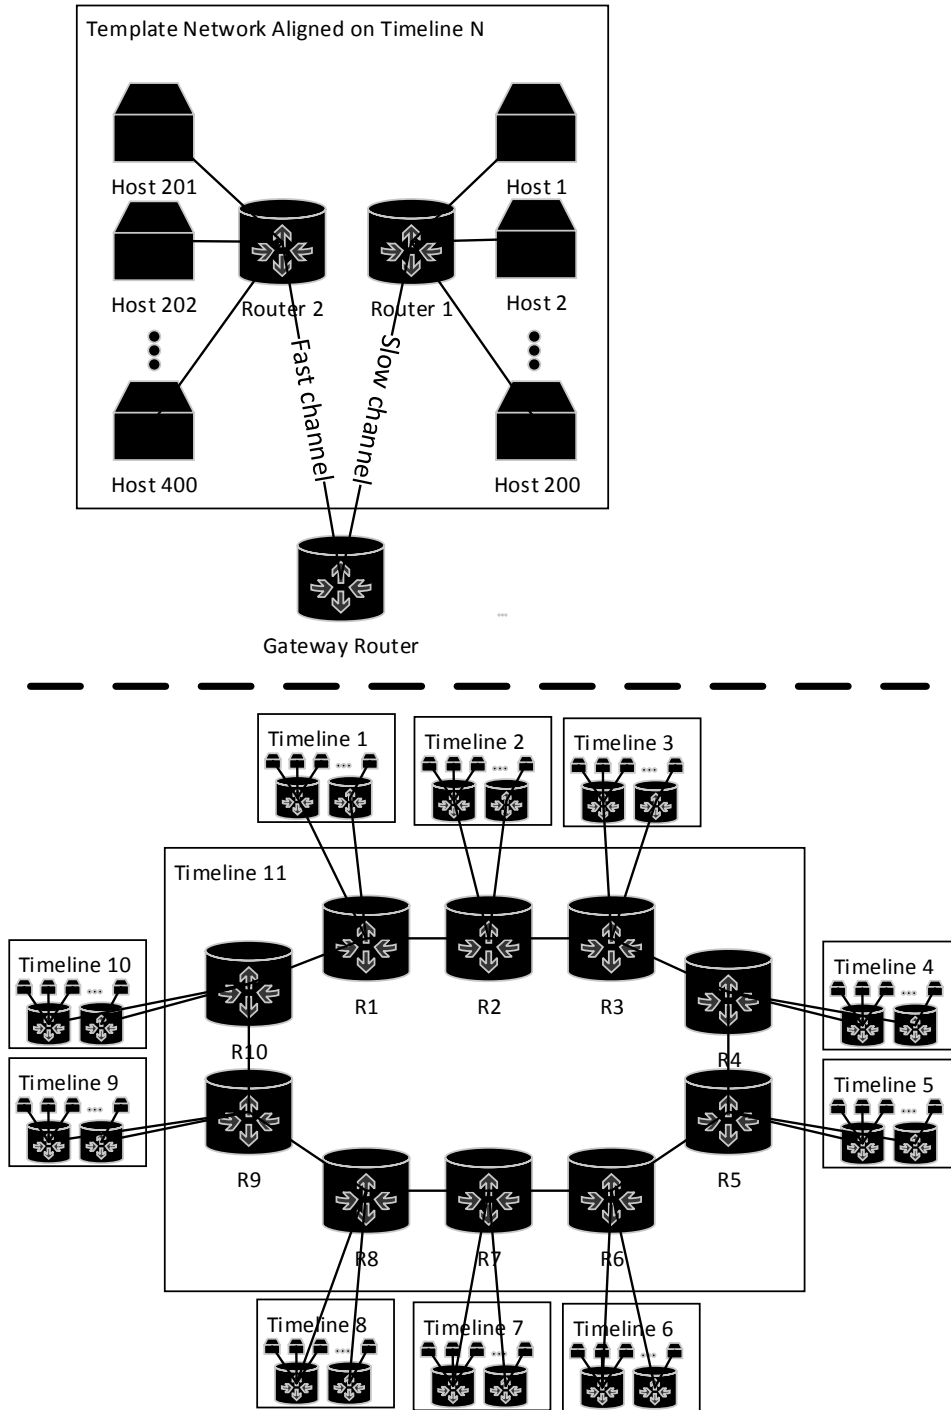 Template Network Aligned on Timeline N
Host 201
Host 1
Host 202
Router 2
Router 1
Host 2
Fast channel
Slow channel
Host 400
Host 200
Gateway Router
...
Timeline 1
...
Timeline 2
...
Timeline 3
...
Timeline 11
R1
R2
R3
Timeline 10
...
R10
Timeline 4
...
R4
Timeline 9
...
R9
Timeline 5
...
R5
R8
R7
R6
Timeline 8
...
Timeline 7
...
Timeline 6
...